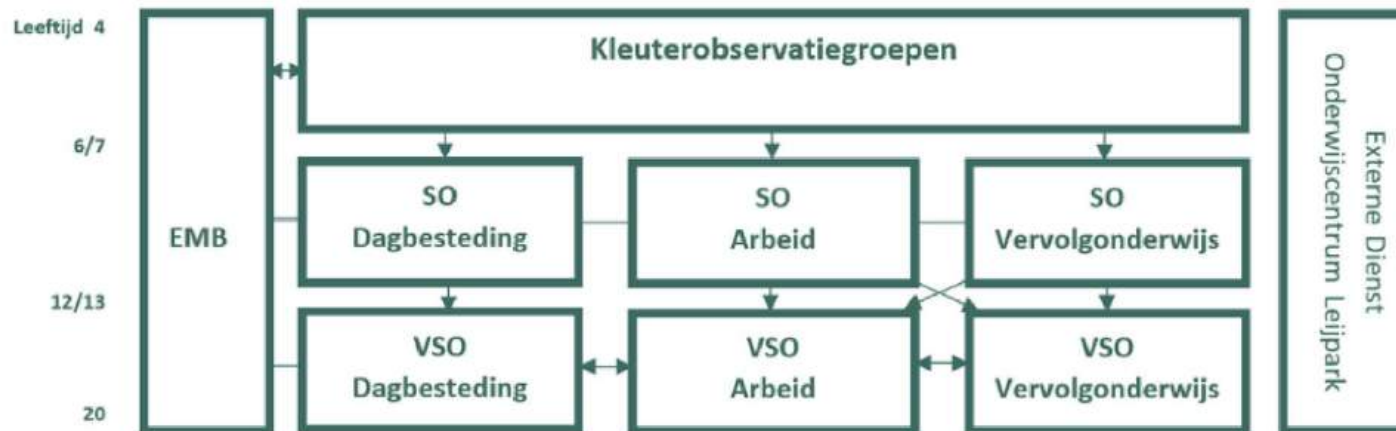 Leeftijd 4
Kleuterobservatiegroepen
6/7
EMB
SO
Dagbesteding
SO
Arbeid
SO
Vervolgonderwijs
12/13
VSO
Dagbesteding
VSO
Arbeid
VSO
Vervolgonderwijs
20
Externe Dienst
Onderwijscentrum Leijpark